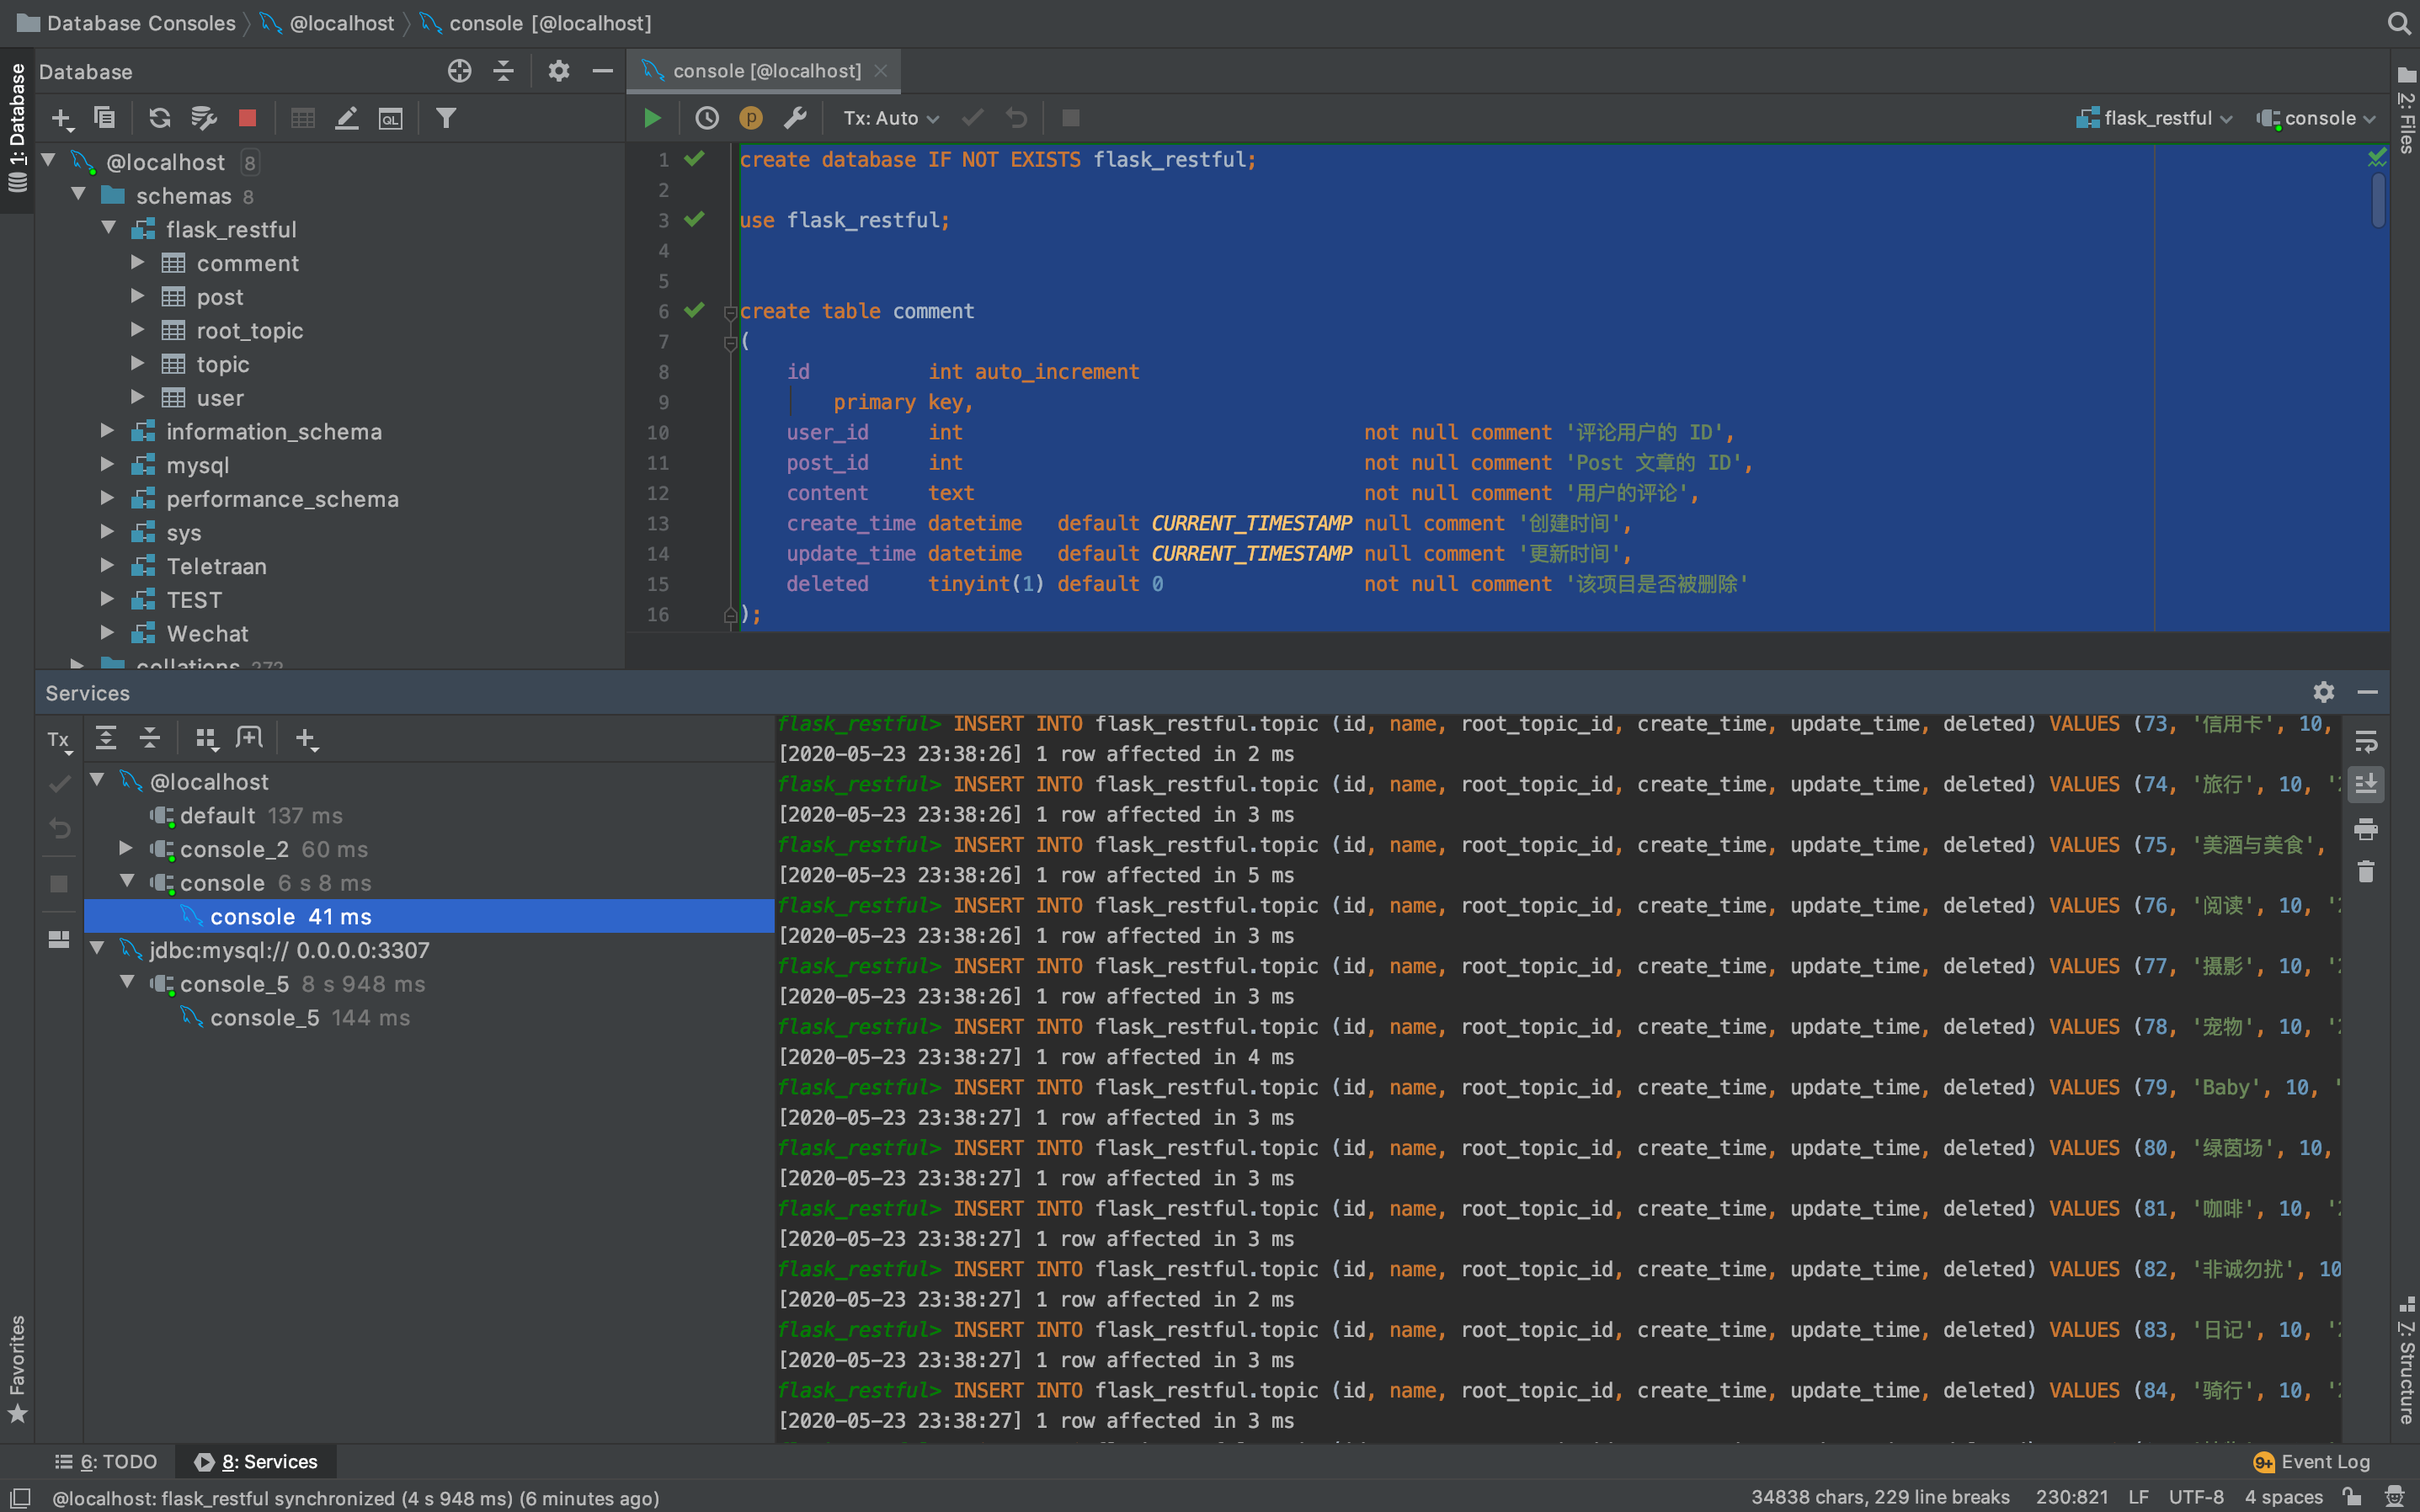 Database Consoles @localhost console [@localhost]
1: Database
Database
@localhost 8
schemas 8
flask_restful
comment
post
root_topic
topic
user
information_schema
mysql
performance_schema
sys
Teletraan
TEST
Wechat
collations 272
console [@localhost]
Tx: Auto
flask_restful console
1 create database IF NOT EXISTS flask_restful;
2
3 use flask_restful;
4
5
6 create table comment
7 (
8 id int auto_increment
9 primary key,
10 user_id int not null comment '评论用户的 ID',
11 post_id int not null comment 'Post 文章的 ID',
12 content text not null comment '用户的评论',
13 create_time datetime default CURRENT_TIMESTAMP null comment '创建时间',
14 update_time datetime default CURRENT_TIMESTAMP null comment '更新时间',
15 deleted tinyint(1) default 0 not null comment '该项目是否被删除'
16 );
2: Files
Services
Tx
@localhost
default 137 ms
console_2 60 ms
console 6 s 8 ms
console 41 ms
jdbc:mysql:// 0.0.0.0:3307
console_5 8 s 948 ms
console_5 144 ms
flask_restful> INSERT INTO flask_restful.topic (id, name, root_topic_id, create_time, update_time, deleted) VALUES (73, '信用卡', 10,
[2020-05-23 23:38:26] 1 row affected in 2 ms
flask_restful> INSERT INTO flask_restful.topic (id, name, root_topic_id, create_time, update_time, deleted) VALUES (74, '旅行', 10, '
[2020-05-23 23:38:26] 1 row affected in 3 ms
flask_restful> INSERT INTO flask_restful.topic (id, name, root_topic_id, create_time, update_time, deleted) VALUES (75, '美酒与美食',
[2020-05-23 23:38:26] 1 row affected in 5 ms
flask_restful> INSERT INTO flask_restful.topic (id, name, root_topic_id, create_time, update_time, deleted) VALUES (76, '阅读', 10, '
[2020-05-23 23:38:26] 1 row affected in 3 ms
flask_restful> INSERT INTO flask_restful.topic (id, name, root_topic_id, create_time, update_time, deleted) VALUES (77, '摄影', 10, '
[2020-05-23 23:38:26] 1 row affected in 3 ms
flask_restful> INSERT INTO flask_restful.topic (id, name, root_topic_id, create_time, update_time, deleted) VALUES (78, '宠物', 10, '
[2020-05-23 23:38:27] 1 row affected in 4 ms
flask_restful> INSERT INTO flask_restful.topic (id, name, root_topic_id, create_time, update_time, deleted) VALUES (79, 'Baby', 10, '
[2020-05-23 23:38:27] 1 row affected in 3 ms
flask_restful> INSERT INTO flask_restful.topic (id, name, root_topic_id, create_time, update_time, deleted) VALUES (80, '绿茵场', 10,
[2020-05-23 23:38:27] 1 row affected in 3 ms
flask_restful> INSERT INTO flask_restful.topic (id, name, root_topic_id, create_time, update_time, deleted) VALUES (81, '咖啡', 10, '
[2020-05-23 23:38:27] 1 row affected in 3 ms
flask_restful> INSERT INTO flask_restful.topic (id, name, root_topic_id, create_time, update_time, deleted) VALUES (82, '非诚勿扰', 10
[2020-05-23 23:38:27] 1 row affected in 2 ms
flask_restful> INSERT INTO flask_restful.topic (id, name, root_topic_id, create_time, update_time, deleted) VALUES (83, '日记', 10, '
[2020-05-23 23:38:27] 1 row affected in 3 ms
flask_restful> INSERT INTO flask_restful.topic (id, name, root_topic_id, create_time, update_time, deleted) VALUES (84, '骑行', 10, '
[2020-05-23 23:38:27] 1 row affected in 3 ms
Favorites
7: Structure
6: TODO 8: Services
9+ Event Log
@localhost: flask_restful synchronized (4 s 948 ms) (6 minutes ago)
34838 chars, 229 line breaks 230:821 LF UTF-8 4 spaces